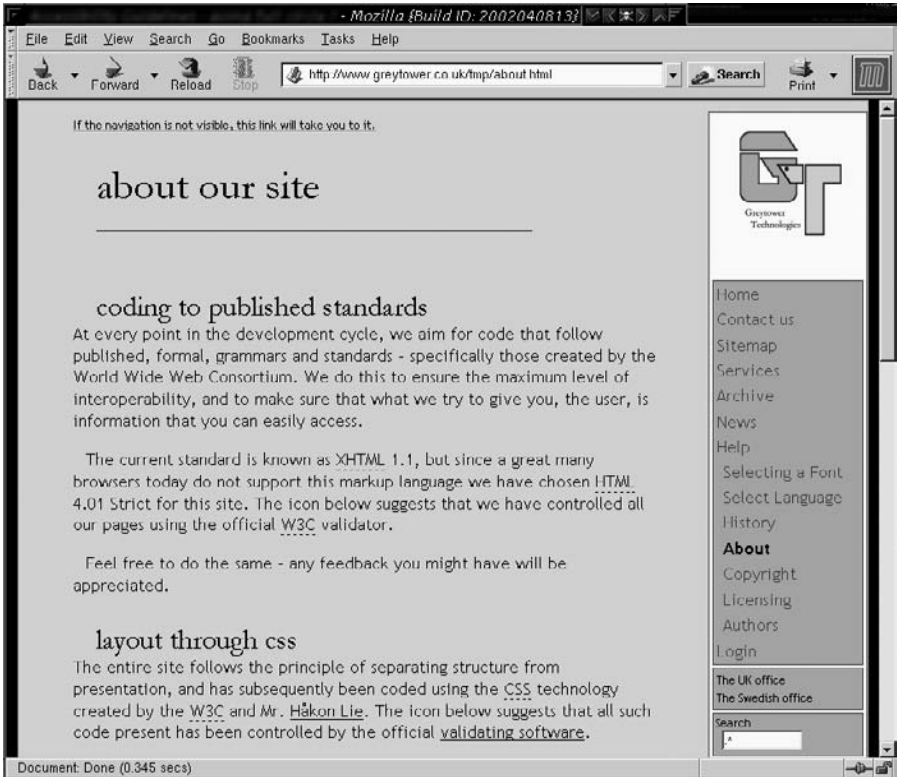 - Mozilla {Build ID: 2002040813}
File Edit View Search Go Bookmarks Tasks Help
Back Forward Reload Stop http://www.greytower.co.uk/tmp/about.html Search Print
If the navigation is not visible, this link will take you to it.
about our site
coding to published standards
At every point in the development cycle, we aim for code that follow
published, formal, grammars and standards - specifically those created by the
World Wide Web Consortium. We do this to ensure the maximum level of
interoperability, and to make sure that what we try to give you, the user, is
information that you can easily access.
The current standard is known as XHTML 1.1, but since a great many
browsers today do not support this markup language we have chosen HTML
4.01 Strict for this site. The icon below suggests that we have controlled all
our pages using the official W3C validator.
Feel free to do the same - any feedback you might have will be
appreciated.
layout through css
The entire site follows the principle of separating structure from
presentation, and has subsequently been coded using the CSS technology
created by the W3C and Mr. Håkon Lie. The icon below suggests that all such
code present has been controlled by the official validating software.
GT
Greytower
Technologies
Home
Contact us
Sitemap
Services
Archive
News
Help
Selecting a Font
Select Language
History
About
Copyright
Licensing
Authors
Login
The UK office
The Swedish office
Search
.^
Document: Done (0.345 secs)